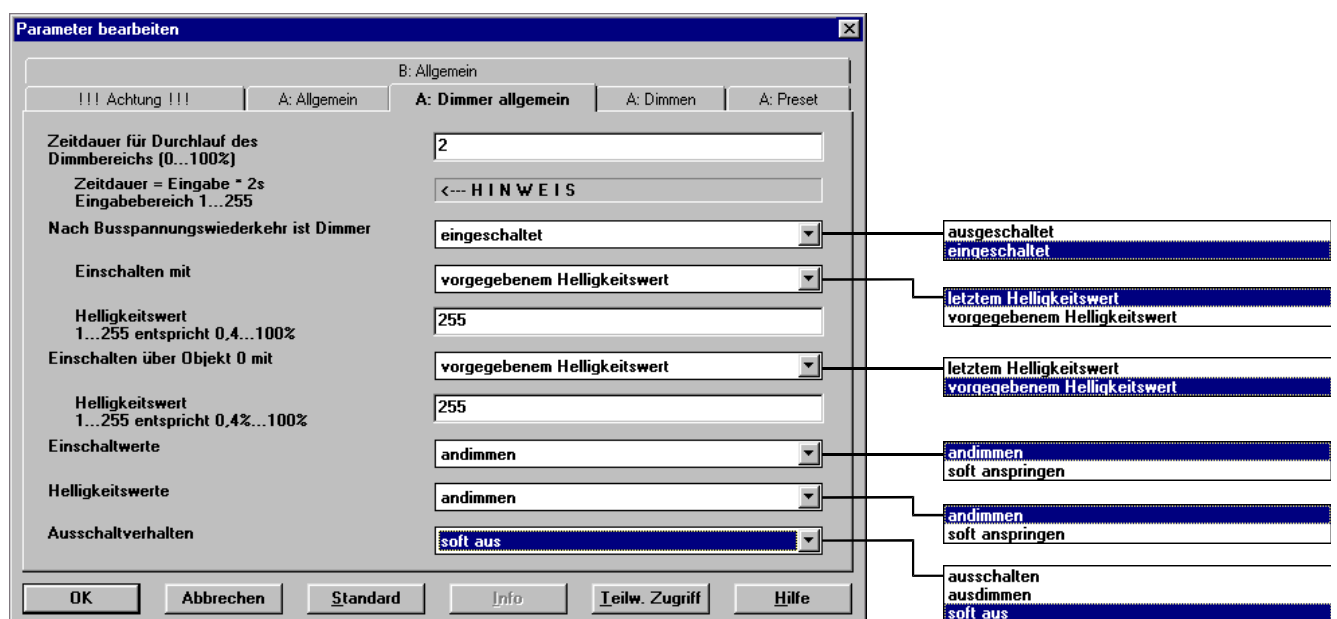 Parameter bearbeiten
B: Allgemein
!!! Achtung !!!
A: Allgemein
A: Dimmer allgemein
A: Dimmen
A: Preset
Zeitdauer für Durchlauf des
Dimmbereichs (0...100%)
2
Zeitdauer = Eingabe * 2s
Eingabebereich 1...255
<--- H I N W E I S
Nach Busspannungswiederkehr ist Dimmer
eingeschaltet
ausgeschaltet
eingeschaltet
Einschalten mit
vorgegebenem Helligkeitswert
letztem Helligkeitswert
vorgegebenem Helligkeitswert
Helligkeitswert
1...255 entspricht 0,4...100%
255
Einschalten über Objekt 0 mit
vorgegebenem Helligkeitswert
letztem Helligkeitswert
vorgegebenem Helligkeitswert
Helligkeitswert
1...255 entspricht 0,4%...100%
255
Einschaltwerte
andimmen
andimmen
soft anspringen
Helligkeitswerte
andimmen
andimmen
soft anspringen
Ausschaltverhalten
soft aus
ausschalten
ausdimmen
soft aus
OK
Abbrechen
Standard
Info
Teilw. Zugriff
Hilfe